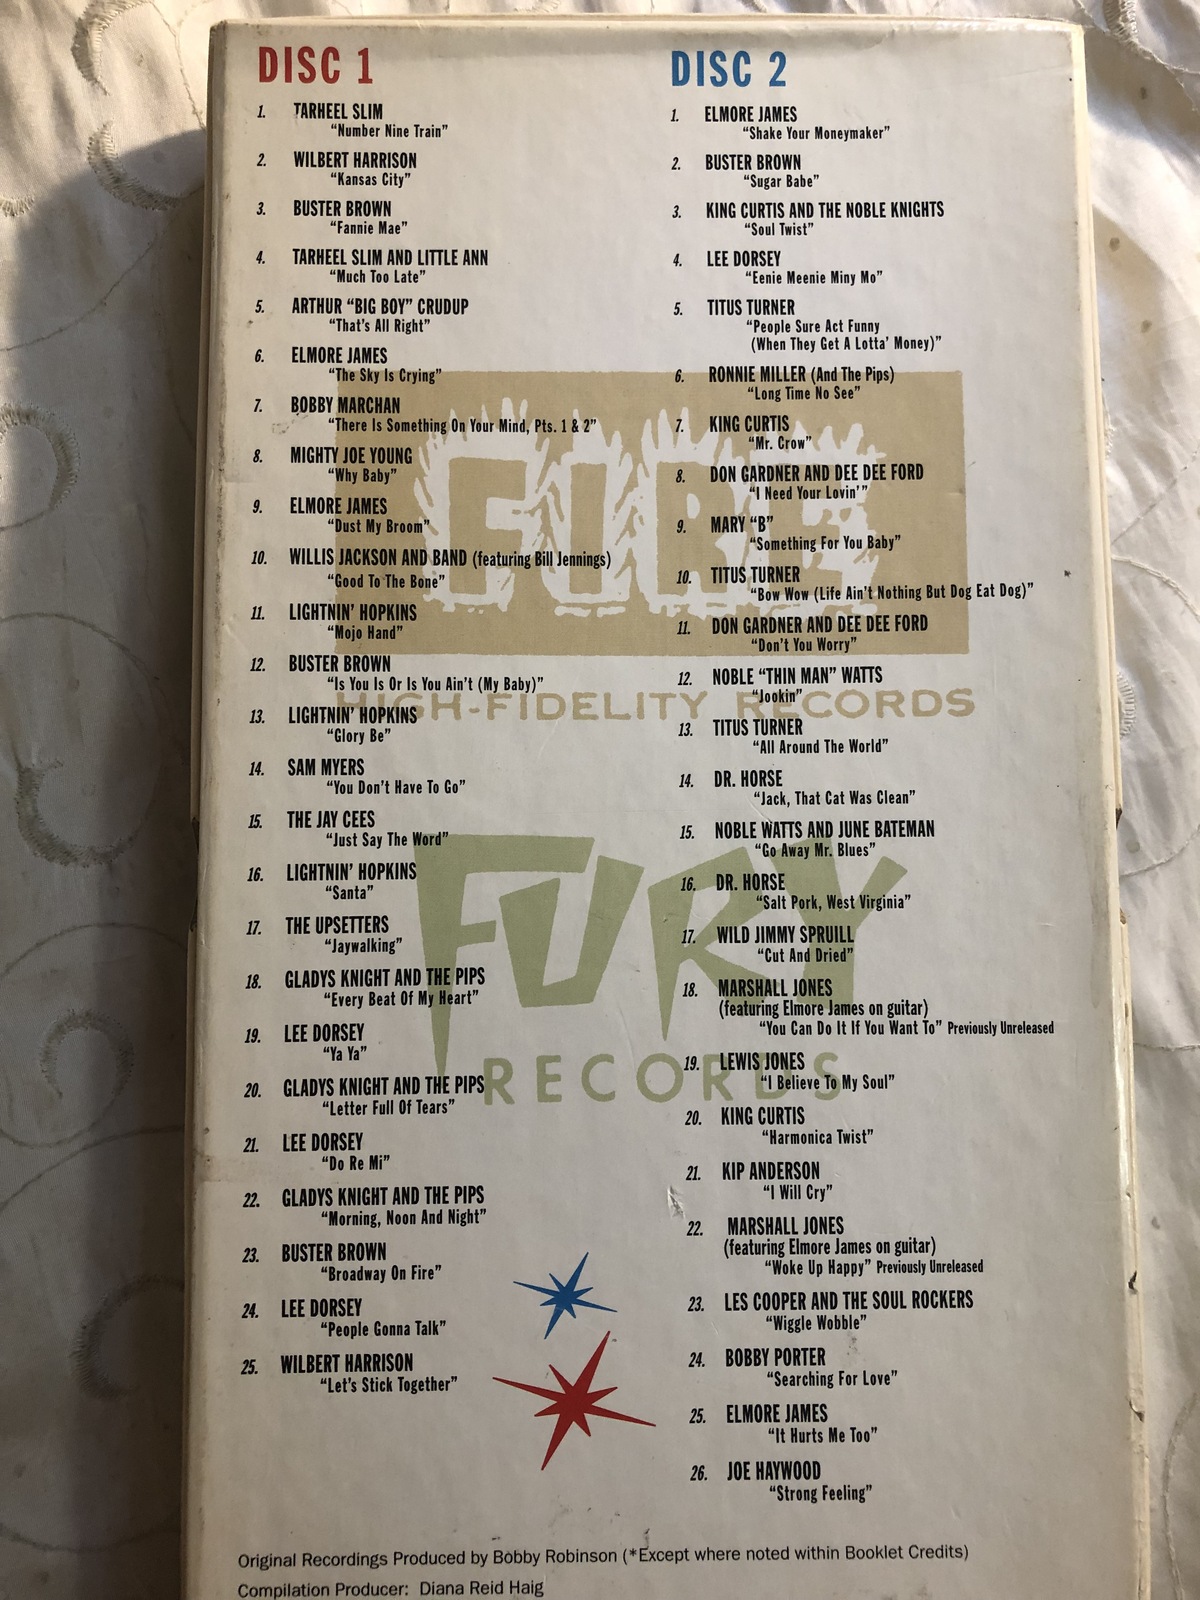 DISC 1
1. TARHEEL SLIM
"Number Nine Train"
2. WILBERT HARRISON
"Kansas City"
3. BUSTER BROWN
"Fannie Mae"
4. TARHEEL SLIM AND LITTLE ANN
"Much Too Late"
5. ARTHUR "BIG BOY" CRUDUP
"That's All Right"
6. ELMORE JAMES
"The Sky Is Crying"
7. BOBBY MARCHAN
"There Is Something On Your Mind, Pts. 1 & 2"
8. MIGHTY JOE YOUNG
"Why Baby"
9. ELMORE JAMES
"Dust My Broom"
10. WILLIS JACKSON AND BAND (featuring Bill Jennings)
"Good To The Bone"
11. LIGHTNIN' HOPKINS
"Mojo Hand"
12. BUSTER BROWN
"Is You Is Or Is You Ain't (My Baby)"
13. LIGHTNIN' HOPKINS
"Glory Be"
14. SAM MYERS
"You Don't Have To Go"
15. THE JAY CEES
"Just Say The Word"
16. LIGHTNIN' HOPKINS
"Santa"
17. THE UPSETTERS
"Jaywalking"
18. GLADYS KNIGHT AND THE PIPS
"Every Beat Of My Heart"
19. LEE DORSEY
"Ya Ya"
20. GLADYS KNIGHT AND THE PIPS
"Letter Full Of Tears"
21. LEE DORSEY
"Do Re Mi"
22. GLADYS KNIGHT AND THE PIPS
"Morning, Noon And Night"
23. BUSTER BROWN
"Broadway On Fire"
24. LEE DORSEY
"People Gonna Talk"
25. WILBERT HARRISON
"Let's Stick Together"
DISC 2
1. ELMORE JAMES
"Shake Your Moneymaker"
2. BUSTER BROWN
"Sugar Babe"
3. KING CURTIS AND THE NOBLE KNIGHTS
"Soul Twist"
4. LEE DORSEY
"Eenie Meenie Miny Mo"
5. TITUS TURNER
"People Sure Act Funny
(When They Get A Lotta' Money)"
6. RONNIE MILLER (And The Pips)
"Long Time No See"
7. KING CURTIS
"Mr. Crow"
8. DON GARDNER AND DEE DEE FORD
"I Need Your Lovin'"
9. MARY "B"
"Something For You Baby"
10. TITUS TURNER
"Bow Wow (Life Ain't Nothing But Dog Eat Dog)"
11. DON GARDNER AND DEE DEE FORD
"Don't You Worry"
12. NOBLE "THIN MAN" WATTS
"Jookin"
13. TITUS TURNER
"All Around The World"
14. DR. HORSE
"Jack, That Cat Was Clean"
15. NOBLE WATTS AND JUNE BATEMAN
"Go Away Mr. Blues"
16. DR. HORSE
"Salt Pork, West Virginia"
17. WILD JIMMY SPRUILL
"Cut And Dried"
18. MARSHALL JONES
(featuring Elmore James on guitar)
"You Can Do It If You Want To" Previously Unreleased
19. LEWIS JONES
"I Believe To My Soul"
20. KING CURTIS
"Harmonica Twist"
21. KIP ANDERSON
"I Will Cry"
22. MARSHALL JONES
(featuring Elmore James on guitar)
"Woke Up Happy" Previously Unreleased
23. LES COOPER AND THE SOUL ROCKERS
"Wiggle Wobble"
24. BOBBY PORTER
"Searching For Love"
25. ELMORE JAMES
"It Hurts Me Too"
26. JOE HAYWOOD
"Strong Feeling"
FIRE
HIGH-FIDELITY RECORDS
FURY
RECORDS
Original Recordings Produced by Bobby Robinson (*Except where noted within Booklet Credits)
Compilation Producer: Diana Reid Haig